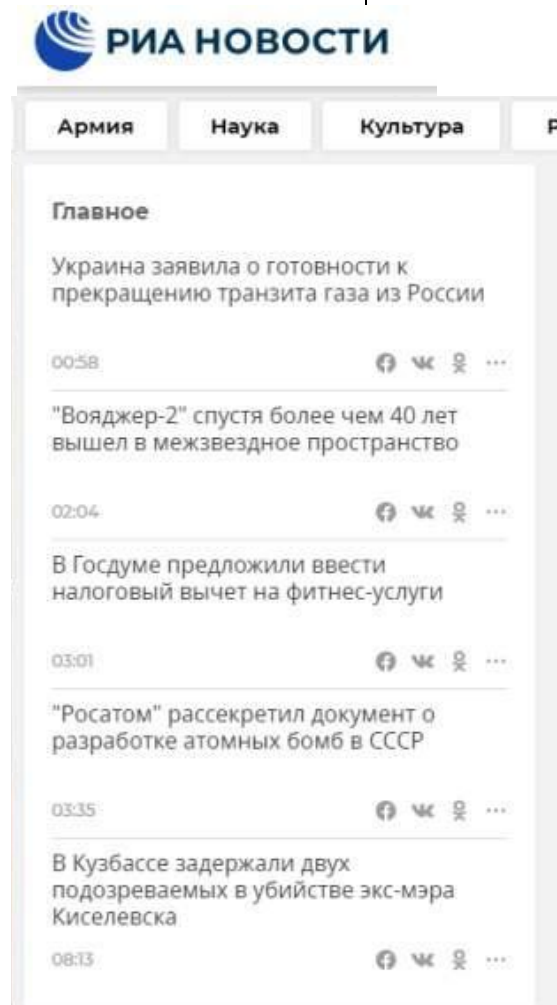 РИА НОВОСТИ
Армия Наука Культура Р
Главное
Украина заявила о готовности к
прекращению транзита газа из России
00:58
"Вояджер-2" спустя более чем 40 лет
вышел в межзвездное пространство
02:04
В Госдуме предложили ввести
налоговый вычет на фитнес-услуги
03:01
"Росатом" рассекретил документ о
разработке атомных бомб в СССР
03:35
В Кузбассе задержали двух
подозреваемых в убийстве экс-мэра
Киселевска
08:13